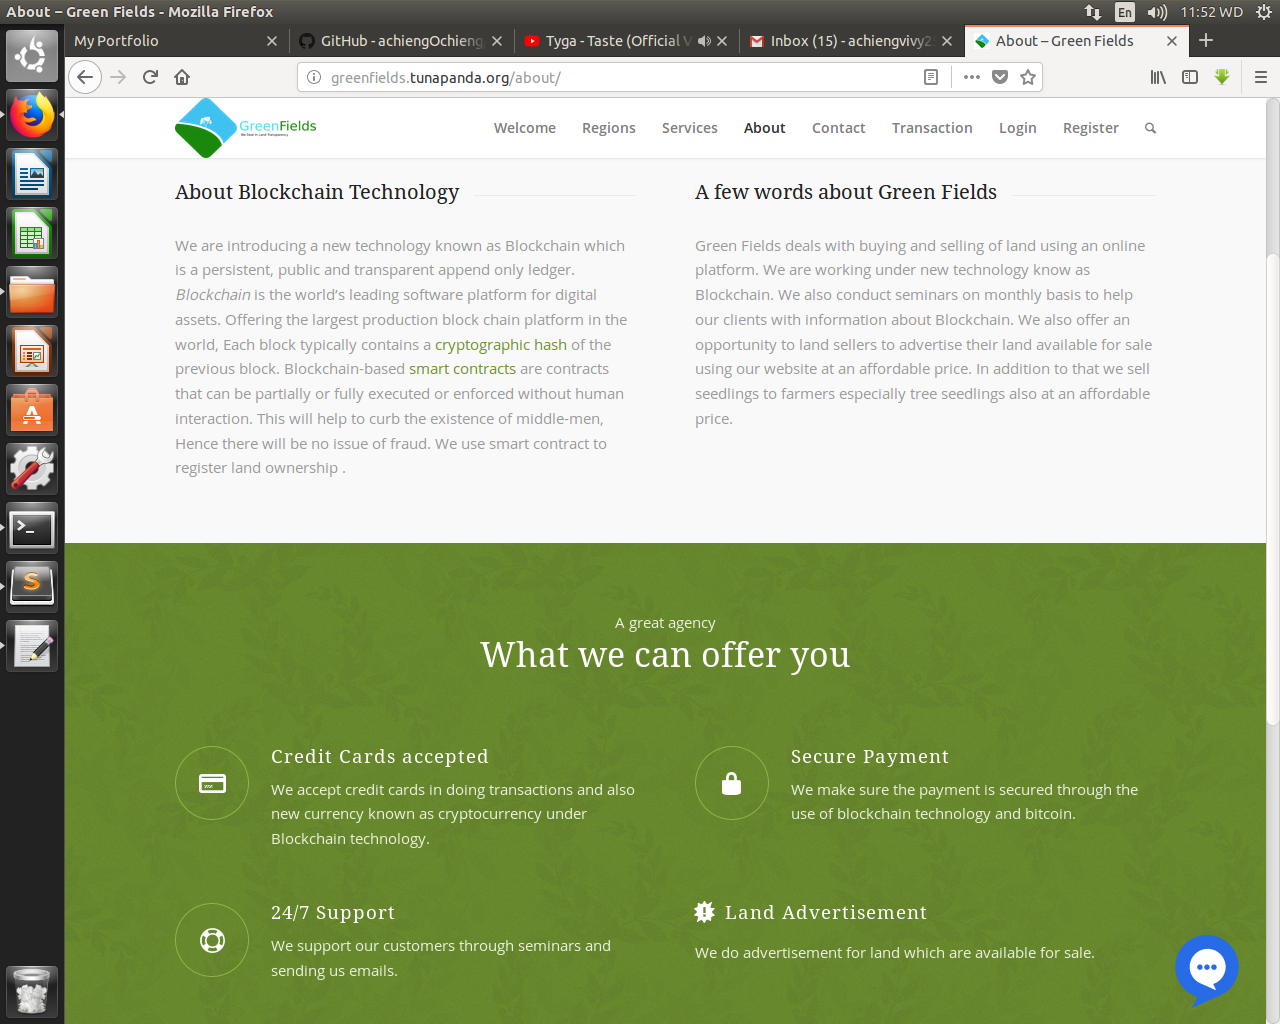 About – Green Fields - Mozilla Firefox
En
11:52 WD
My Portfolio
GitHub - achiengOchieng
Tyga - Taste (Official V
Inbox (15) - achiengvivy2
About – Green Fields
greenfields.tunapanda.org/about/
GreenFields
We Deal in Land Transparency
Welcome Regions Services About Contact Transaction Login Register
About Blockchain Technology
We are introducing a new technology known as Blockchain which
is a persistent, public and transparent append only ledger.
Blockchain is the world's leading software platform for digital
assets. Offering the largest production block chain platform in the
world, Each block typically contains a cryptographic hash of the
previous block. Blockchain-based smart contracts are contracts
that can be partially or fully executed or enforced without human
interaction. This will help to curb the existence of middle-men,
Hence there will be no issue of fraud. We use smart contract to
register land ownership .
A few words about Green Fields
Green Fields deals with buying and selling of land using an online
platform. We are working under new technology know as
Blockchain. We also conduct seminars on monthly basis to help
our clients with information about Blockchain. We also offer an
opportunity to land sellers to advertise their land available for sale
using our website at an affordable price. In addition to that we sell
seedlings to farmers especially tree seedlings also at an affordable
price.
A great agency
What we can offer you
Credit Cards accepted
We accept credit cards in doing transactions and also
new currency known as cryptocurrency under
Blockchain technology.
Secure Payment
We make sure the payment is secured through the
use of blockchain technology and bitcoin.
24/7 Support
We support our customers through seminars and
sending us emails.
Land Advertisement
We do advertisement for land which are available for sale.